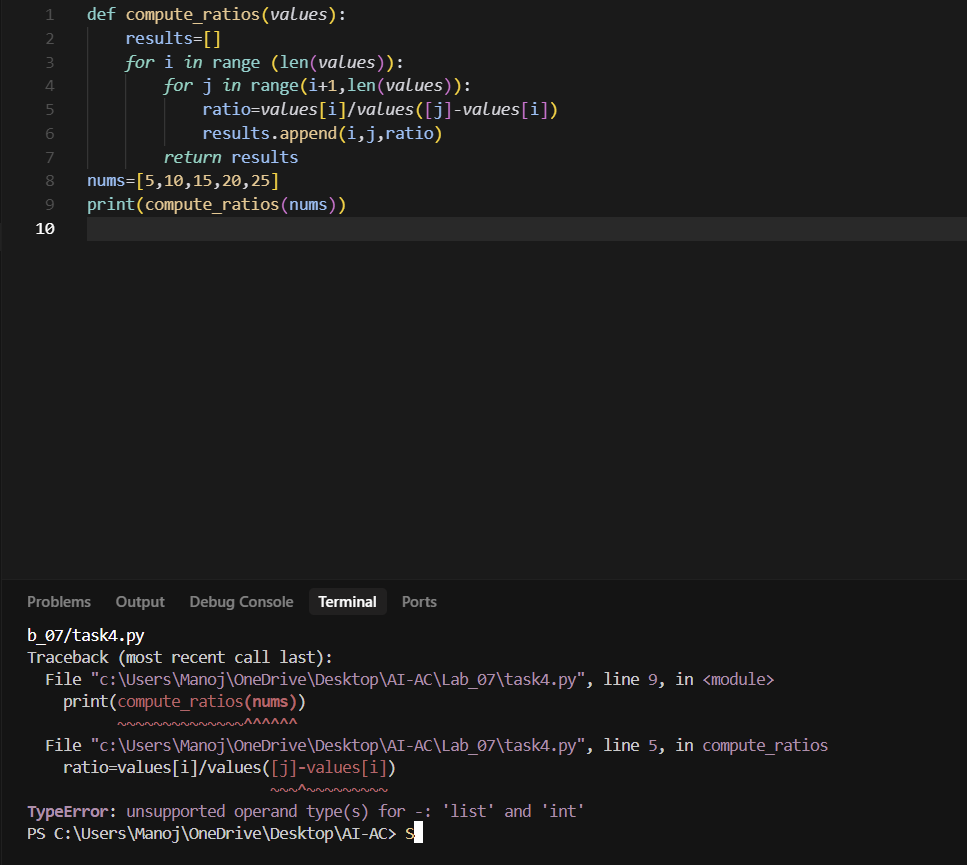 1 def compute_ratios(values):
2 results=[]
3 for i in range (len(values)):
4 for j in range(i+1,len(values)):
5 ratio=values[i]/values([j]-values[i])
6 results.append(i,j,ratio)
7 return results
8 nums=[5,10,15,20,25]
9 print(compute_ratios(nums))
10
Problems Output Debug Console Terminal Ports
b_07/task4.py
Traceback (most recent call last):
File "c:\Users\Manoj\OneDrive\Desktop\AI-AC\Lab_07\task4.py", line 9, in <module>
print(compute_ratios(nums))
~~~~~~~~~~~~~~^^^^^^
File "c:\Users\Manoj\OneDrive\Desktop\AI-AC\Lab_07\task4.py", line 5, in compute_ratios
ratio=values[i]/values([j]-values[i])
~~~^~~~~~~~~~
TypeError: unsupported operand type(s) for -: 'list' and 'int'
PS C:\Users\Manoj\OneDrive\Desktop\AI-AC> S